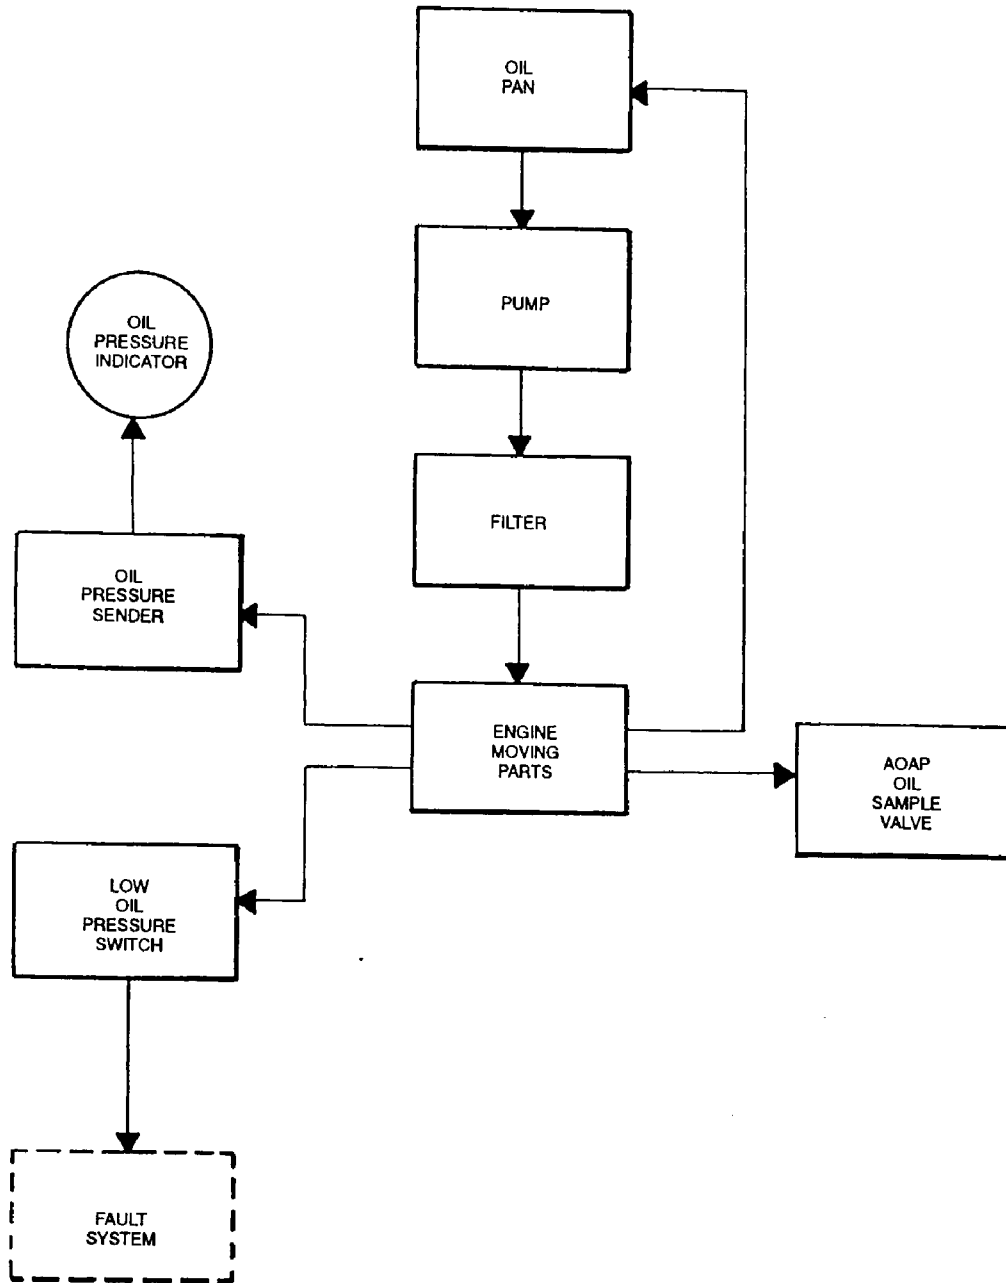 OIL
PAN
PUMP
OIL
PRESSURE
INDICATOR
FILTER
OIL
PRESSURE
SENDER
ENGINE
MOVING
PARTS
AOAP
OIL
SAMPLE
VALVE
LOW
OIL
PRESSURE
SWITCH
FAULT
SYSTEM